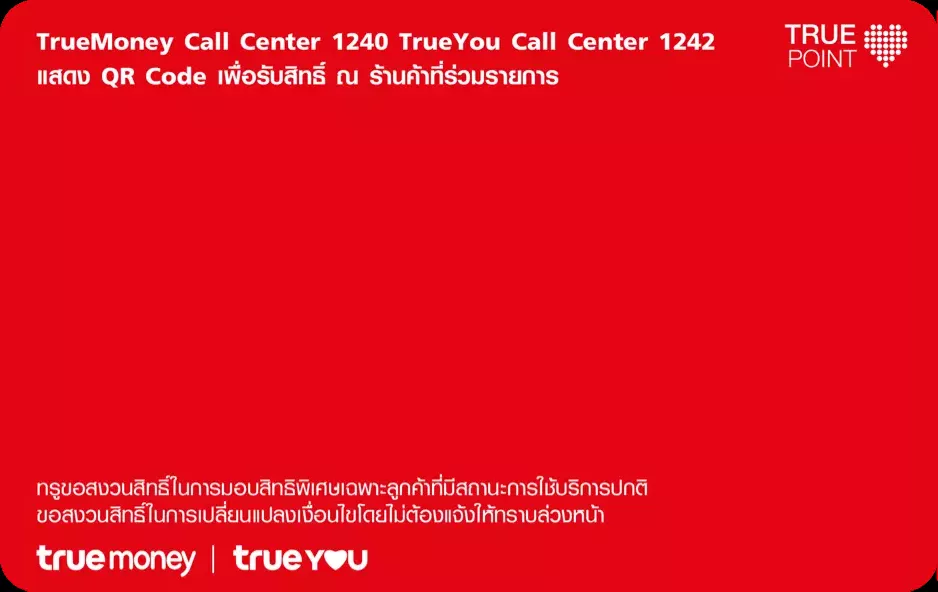 TrueMoney Call Center 1240 TrueYou Call Center 1242
แสดง QR Code เพื่อรับสิทธิ์ ณ ร้านค้าที่ร่วมรายการ
TRUE
POINT
ทรูขอสงวนสิทธิ์ในการมอบสิทธิพิเศษเฉพาะลูกค้าที่มีสถานะการใช้บริการปกติ
ขอสงวนสิทธิ์ในการเปลี่ยนแปลงเงื่อนไขโดยไม่ต้องแจ้งให้ทราบล่วงหน้า
truemoney | trueyou